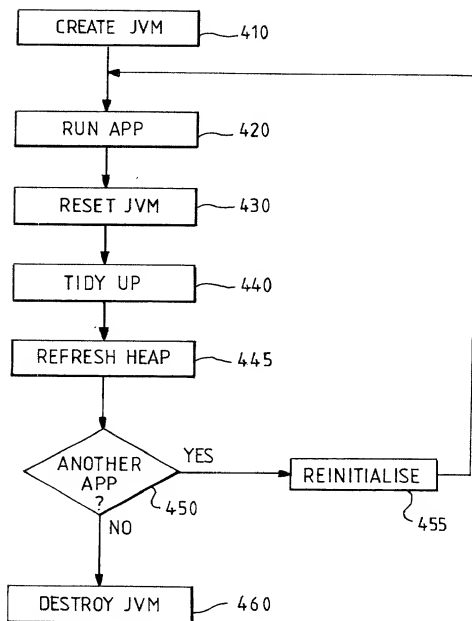 CREATE JVM
410
RUN APP
420
RESET JVM
430
TIDY UP
440
REFRESH HEAP
445
ANOTHER
APP
?
YES
450
NO
REINITIALISE
455
DESTROY JVM
460